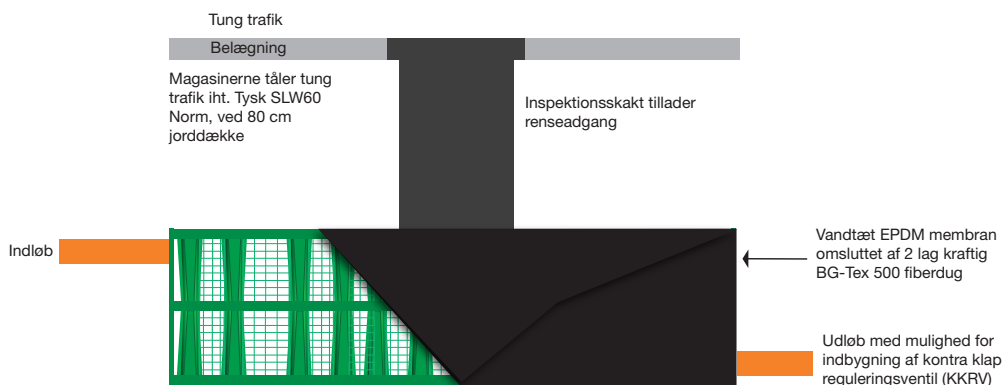 Tung trafik
Belægning
Magasinerne tåler tung
trafik iht. Tysk SLW60
Norm, ved 80 cm
jorddække
Inspektionsskakt tillader
renseadgang
Indløb
Vandtæt EPDM membran
omsluttet af 2 lag kraftig
BG-Tex 500 fiberdug
Udløb med mulighed for
indbygning af kontra klap
reguleringsventil (KKRV)